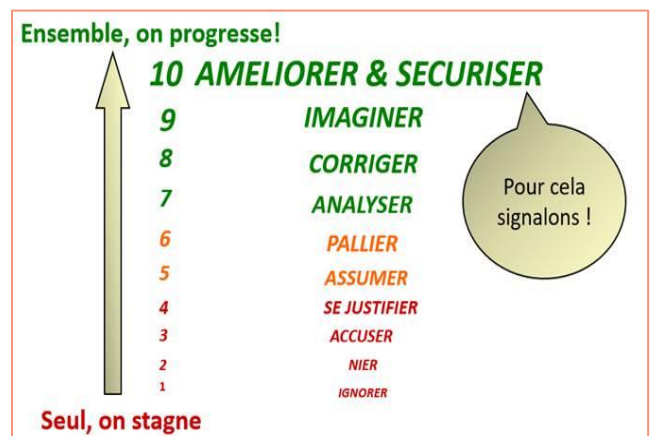 Ensemble, on progresse!
10 AMELIORER & SECURISER
9 IMAGINER
8 CORRIGER
7 ANALYSER
Pour cela
signalons !
6 PALLIER
5 ASSUMER
4 SE JUSTIFIER
3 ACCUSER
2 NIER
1 IGNORER
Seul, on stagne